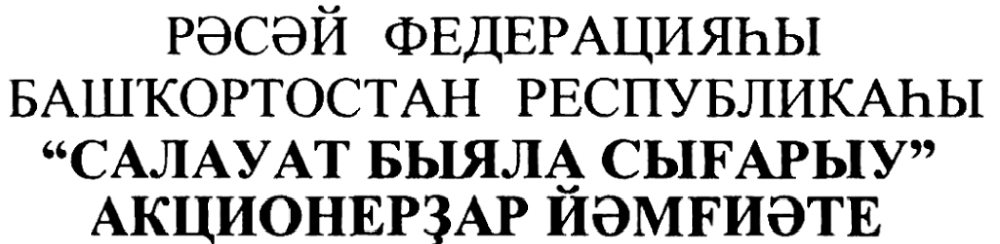 РӘСӘЙ ФЕДЕРАЦИЯҺЫ
БАШҠОРТОСТАН РЕСПУБЛИКАҺЫ
“САЛАУАТ БЫЯЛА СЫҒАРЫУ”
АКЦИОНЕРҘАР ЙӘМҒИӘТЕ